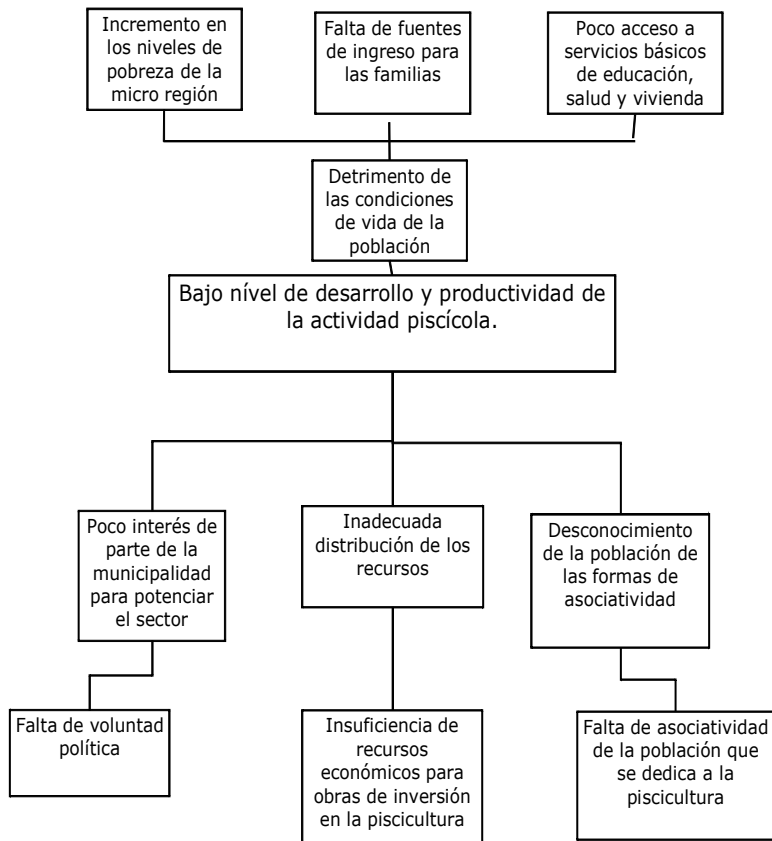 Incremento en
los niveles de
pobreza de la
micro región
Falta de fuentes
de ingreso para
las familias
Poco acceso a
servicios básicos
de educación,
salud y vivienda
Detrimento de
las condiciones
de vida de la
población
Bajo nível de desarrollo y productividad de
la actividad piscícola.
Poco interés de
parte de la
municipalidad
para potenciar
el sector
Inadecuada
distribución de los
recursos
Desconocimiento
de la población de
las formas de
asociatividad
Falta de voluntad
política
Insuficiencia de
recursos
económicos para
obras de inversión
en la piscicultura
Falta de asociatividad
de la población que
se dedica a la
piscicultura